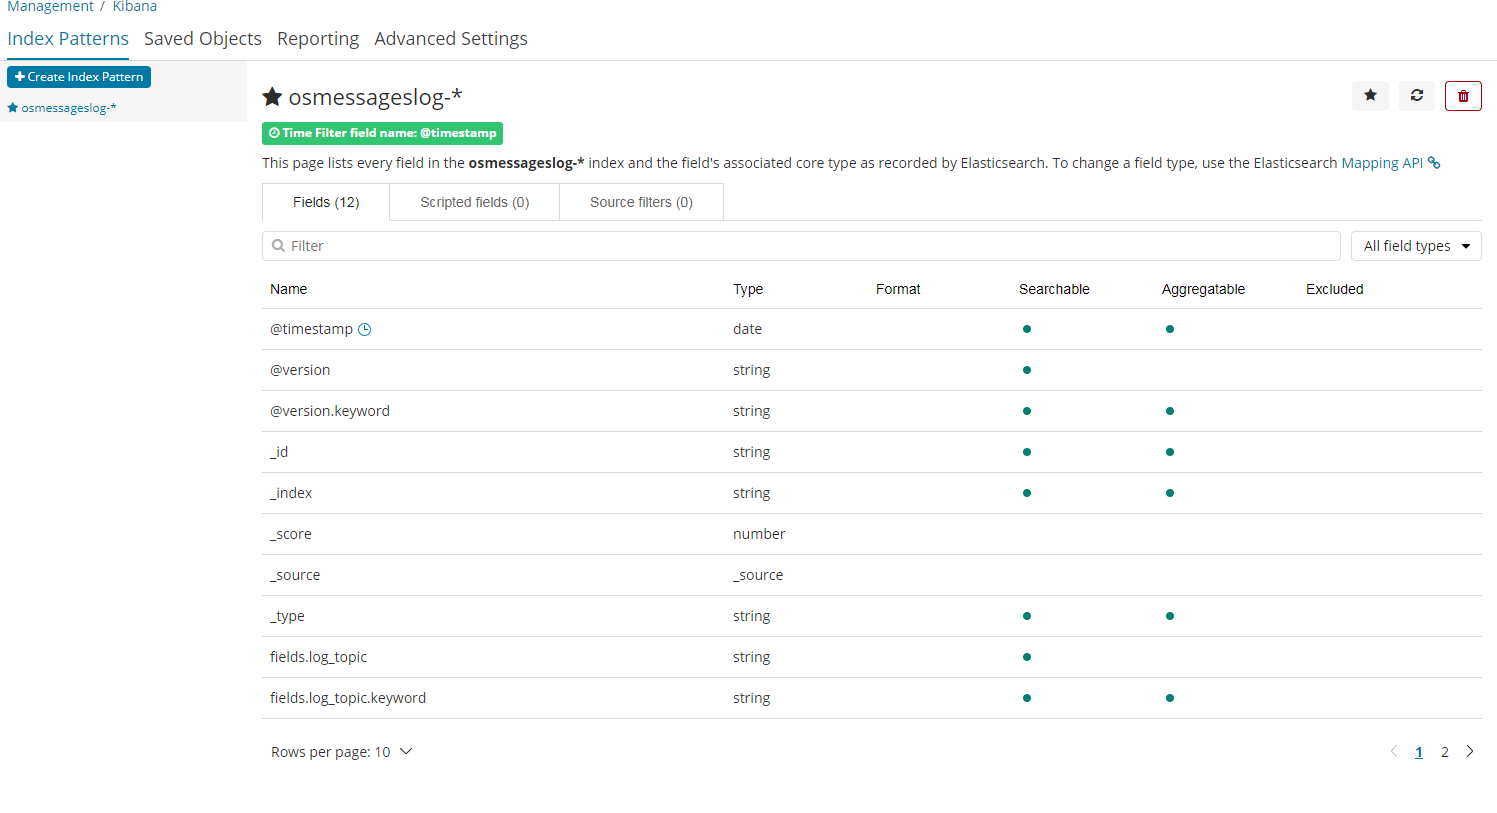 Management / Kibana
Index Patterns Saved Objects Reporting Advanced Settings
Create Index Pattern
osmessageslog-*
osmessageslog-*
Time Filter field name: @timestamp
This page lists every field in the osmessageslog-* index and the field's associated core type as recorded by Elasticsearch. To change a field type, use the Elasticsearch Mapping API
Fields (12) Scripted fields (0) Source filters (0)
Filter All field types
Name Type Format Searchable Aggregatable Excluded
@timestamp date
@version string
@version.keyword string
_id string
_index string
_score number
_source _source
_type string
fields.log_topic string
fields.log_topic.keyword string
Rows per page: 10 1 2